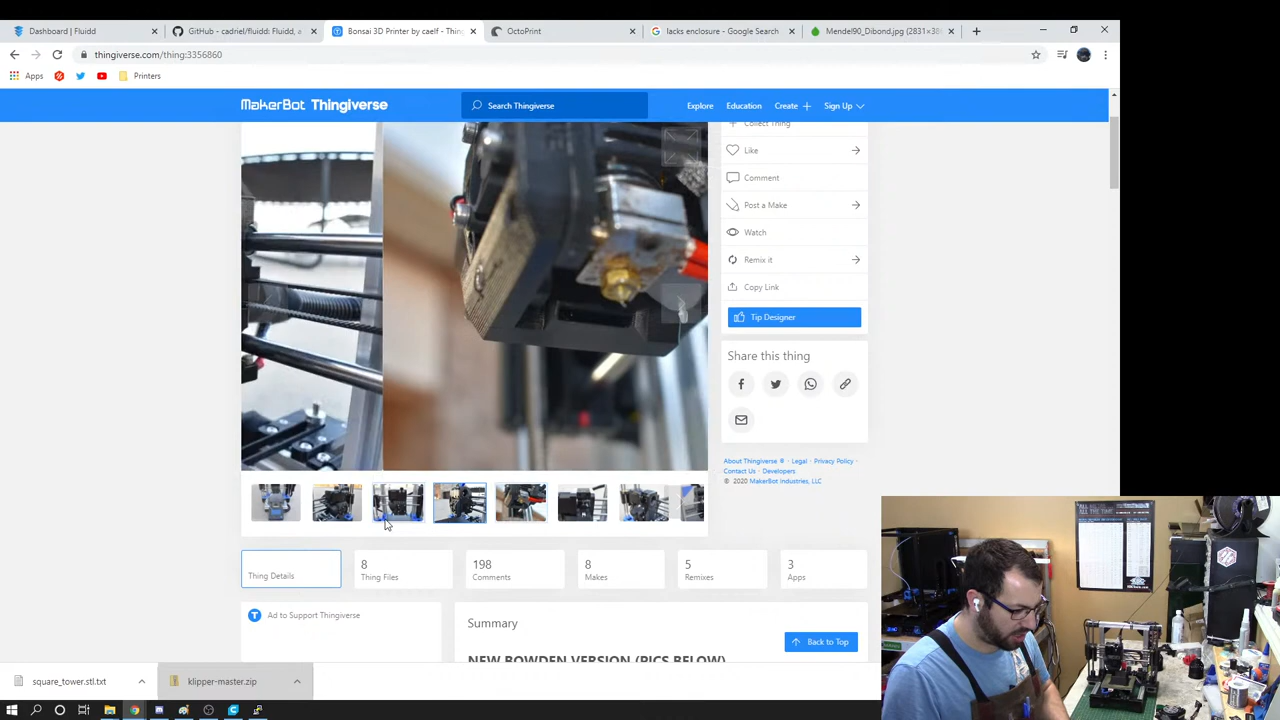 Dashboard | Fluidd
GitHub - cadriel/fluidd: Fluidd, a
Bonsai 3D Printer by caelf - Thing
OctoPrint
lacks enclosure - Google Search
Mendel90_Dibond.jpg (2831×38
thingiverse.com/thing:3356860
Apps
Printers
MakerBot Thingiverse
Search Thingiverse
Explore
Education
Create
Sign Up
Collect Thing
Like
Comment
Post a Make
Watch
Remix it
Copy Link
Tip Designer
Share this thing
About Thingiverse ® · Legal · Privacy Policy ·
Contact Us · Developers
© 2020 MakerBot Industries, LLC
Thing Details
8
Thing Files
198
Comments
8
Makes
5
Remixes
3
Apps
Ad to Support Thingiverse
Summary
Back to Top
NEW BOWDEN VERSION (PICS BELOW)
square_tower.stl.txt
klipper-master.zip